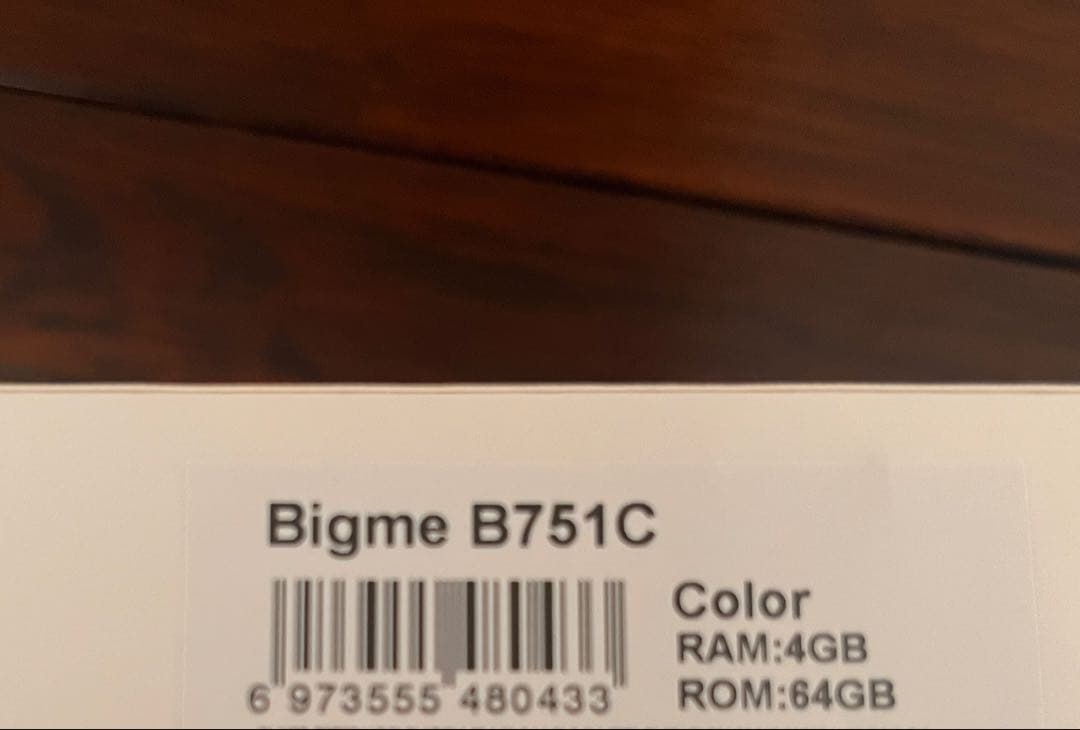 Bigme B751C
Color
RAM:4GB
ROM:64GB
6 973555 480433